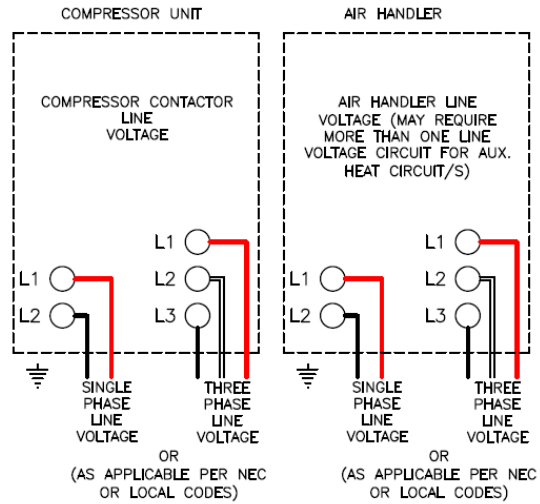 COMPRESSOR UNIT
AIR HANDLER
COMPRESSOR CONTACTOR
LINE
VOLTAGE
AIR HANDLER LINE
VOLTAGE (MAY REQUIRE
MORE THAN ONE LINE
VOLTAGE CIRCUIT FOR AUX.
HEAT CIRCUIT/S)
L1
L2
L1
L2
L3
L1
L2
L1
L2
L3
SINGLE
PHASE
LINE
VOLTAGE
THREE
PHASE
LINE
VOLTAGE
OR
(AS APPLICABLE PER NEC
OR LOCAL CODES)
SINGLE
PHASE
LINE
VOLTAGE
THREE
PHASE
LINE
VOLTAGE
OR
(AS APPLICABLE PER NEC
OR LOCAL CODES)